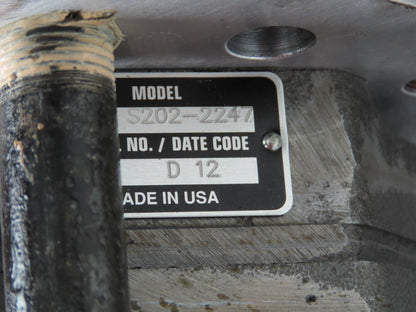 MODEL
S202-2247
. NO. / DATE CODE
D 12
ADE IN USA